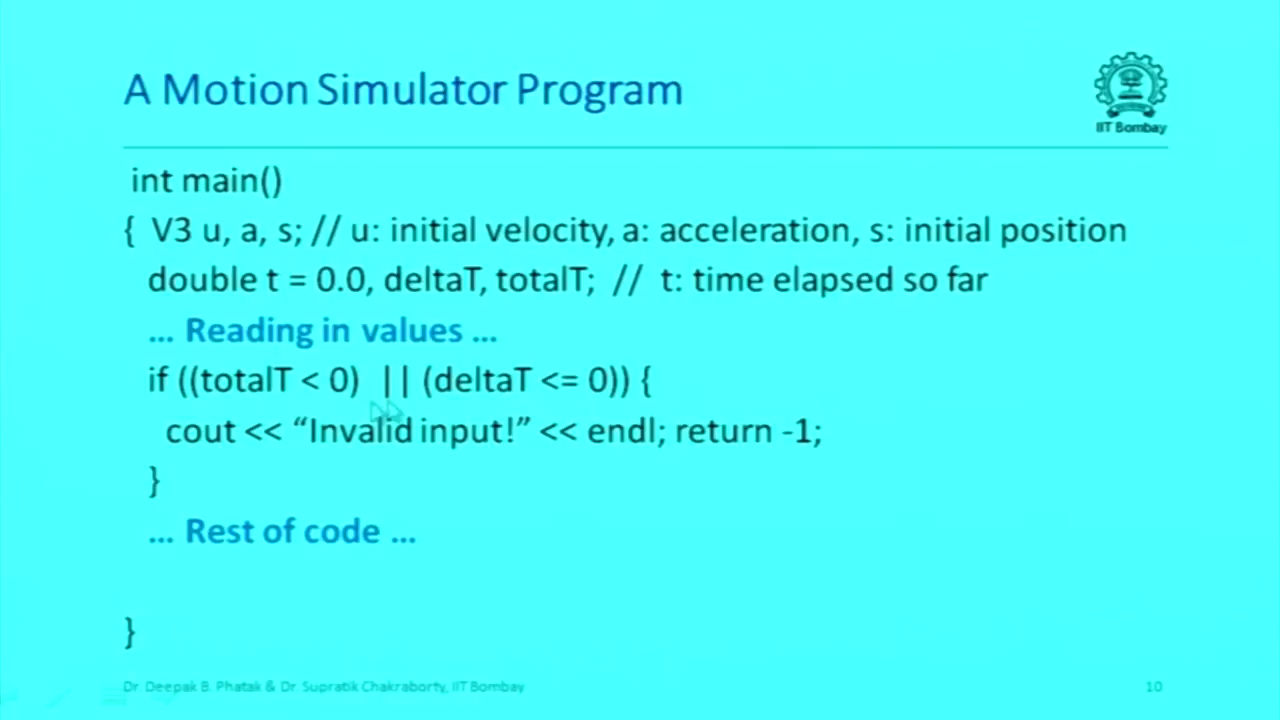 A Motion Simulator Program
IIT Bombay
int main()
{ V3 u, a, s; // u: initial velocity, a: acceleration, s: initial position
double t = 0.0, deltaT, totalT; // t: time elapsed so far
... Reading in values ...
if ((totalT < 0) || (deltaT <= 0)) {
cout << “Invalid input!” << endl; return -1;
}
... Rest of code ...
}
Dr. Deepak B. Phatak & Dr. Supratik Chakraborty, IIT Bombay
10